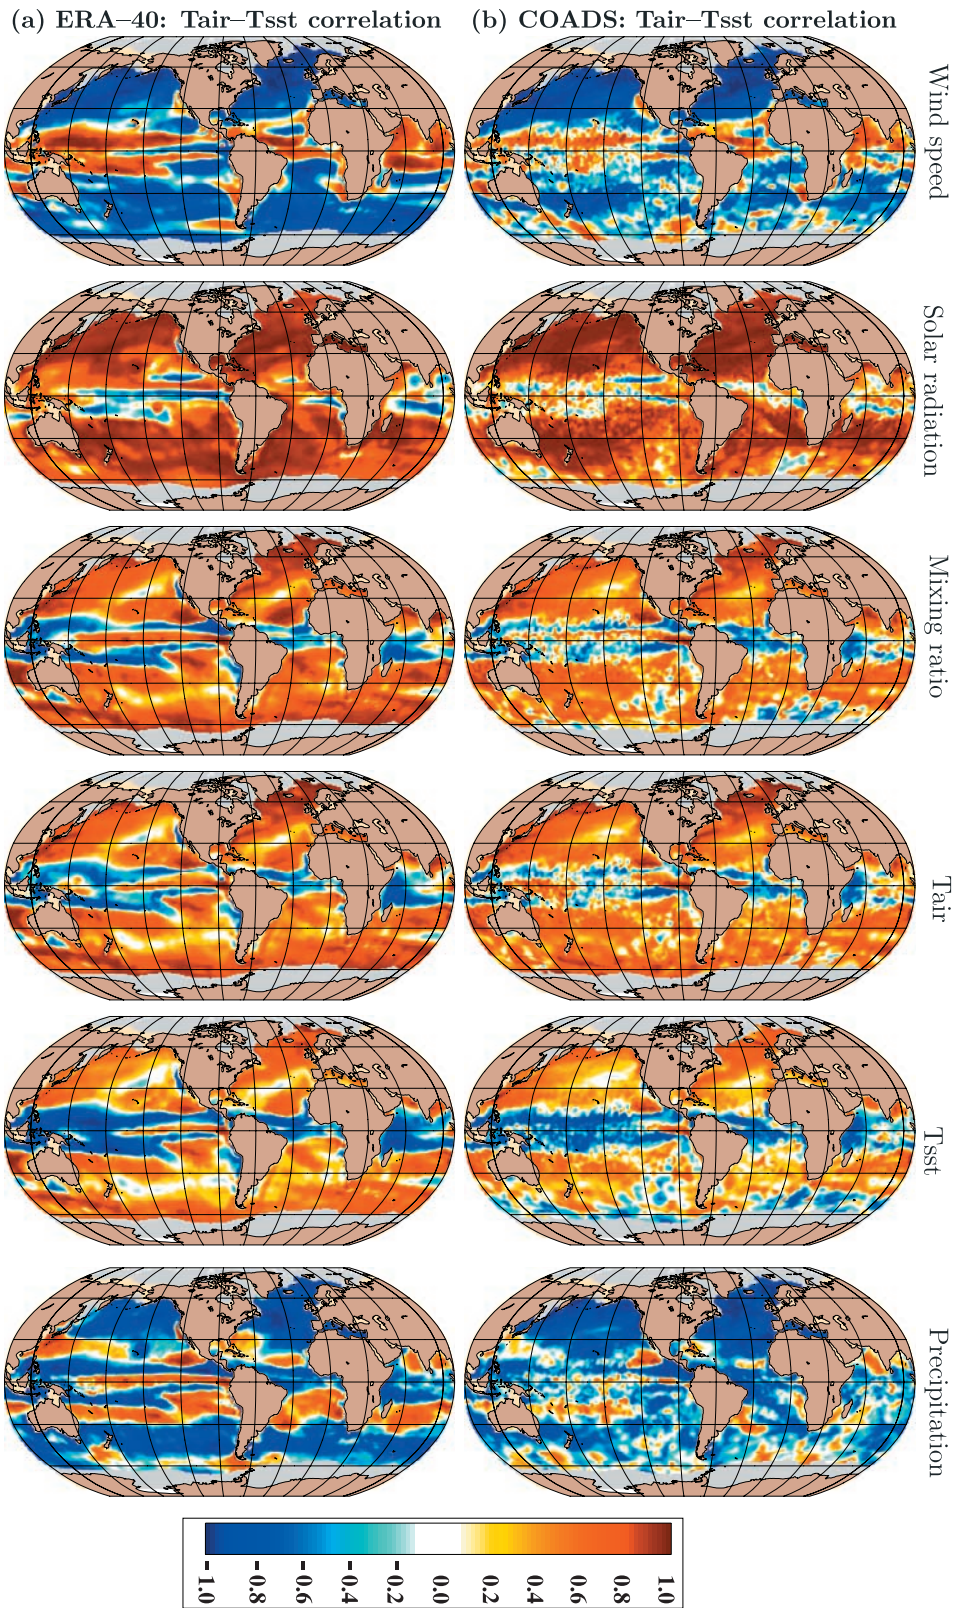 (a) ERA–40: Tair–Tsst correlation
(b) COADS: Tair–Tsst correlation
Wind speed
Solar radiation
Mixing ratio
Tair
Tsst
Precipitation
-1.0
-0.8
-0.6
-0.4
-0.2
0.0
0.2
0.4
0.6
0.8
1.0